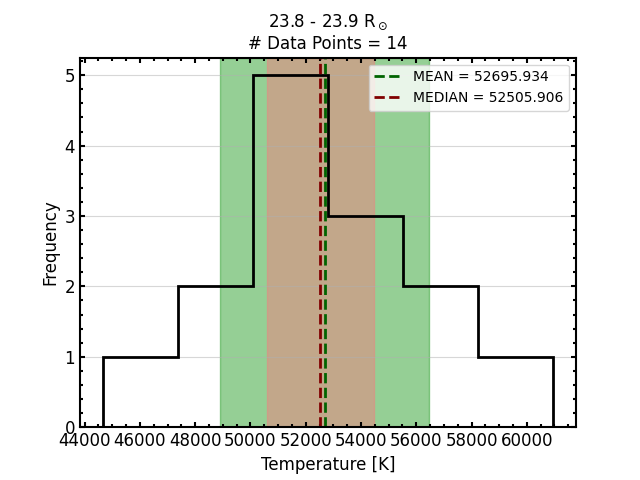 23.8 - 23.9 R☉
# Data Points = 14
MEAN = 52695.934
MEDIAN = 52505.906
5
4
3
2
1
0
Frequency
44000 46000 48000 50000 52000 54000 56000 58000 60000
Temperature [K]